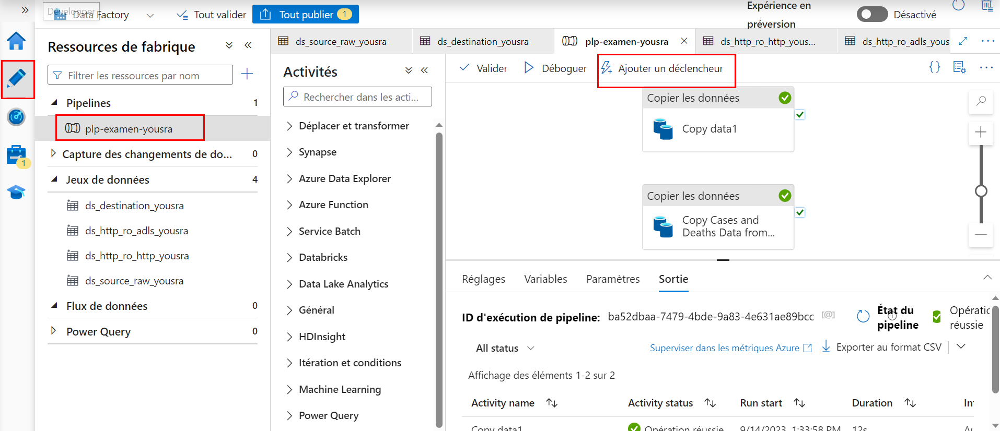 Développer
Data Factory
Tout valider
Tout publier 1
Expérience en
préversion
Désactivé
Ressources de fabrique
Filtrer les ressources par nom
Pipelines 1
plp-examen-yousra
Capture des changements de do... 0
Jeux de données 4
ds_destination_yousra
ds_http_ro_adls_yousra
ds_http_ro_http_yousra
ds_source_raw_yousra
Flux de données 0
Power Query 0
1
Activités
Rechercher dans les acti...
Déplacer et transformer
Synapse
Azure Data Explorer
Azure Function
Service Batch
Databricks
Data Lake Analytics
Général
HDInsight
Itération et conditions
Machine Learning
Power Query
ds_source_raw_yousra
ds_destination_yousra
plp-examen-yousra
ds_http_ro_http_yous...
ds_http_ro_adls_yous
Valider
Déboguer
Ajouter un déclencheur
{}
Copier les données
Copy data1
Copier les données
Copy Cases and
Deaths Data from...
Réglages
Variables
Paramètres
Sortie
ID d'exécution de pipeline: ba52dbaa-7479-4bde-9a83-4e631ae89bcc
État du
pipeline
Opératic
réussie
All status
Superviser dans les métriques Azure
Exporter au format CSV
Affichage des éléments 1-2 sur 2
Activity name
Activity status
Run start
Duration
Copy data1
Opération réussie
9/14/2023, 1:33:58 PM
12s